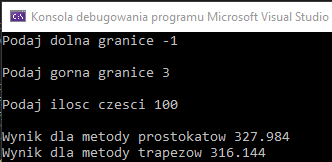 Konsola debugowania programu Microsoft Visual Studio
Podaj dolna granice -1
Podaj gorna granice 3
Podaj ilosc czesci 100
Wynik dla metody prostokatow 327.984
Wynik dla metody trapezow 316.144